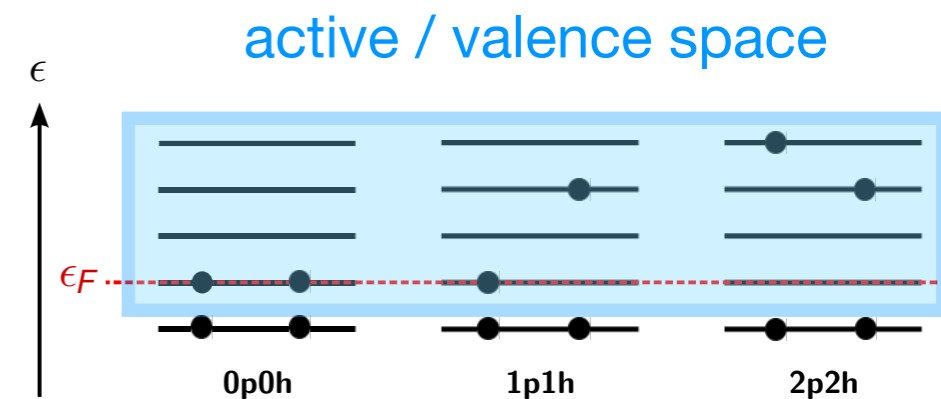 active / valence space
ϵ
ϵF
0p0h
1p1h
2p2h